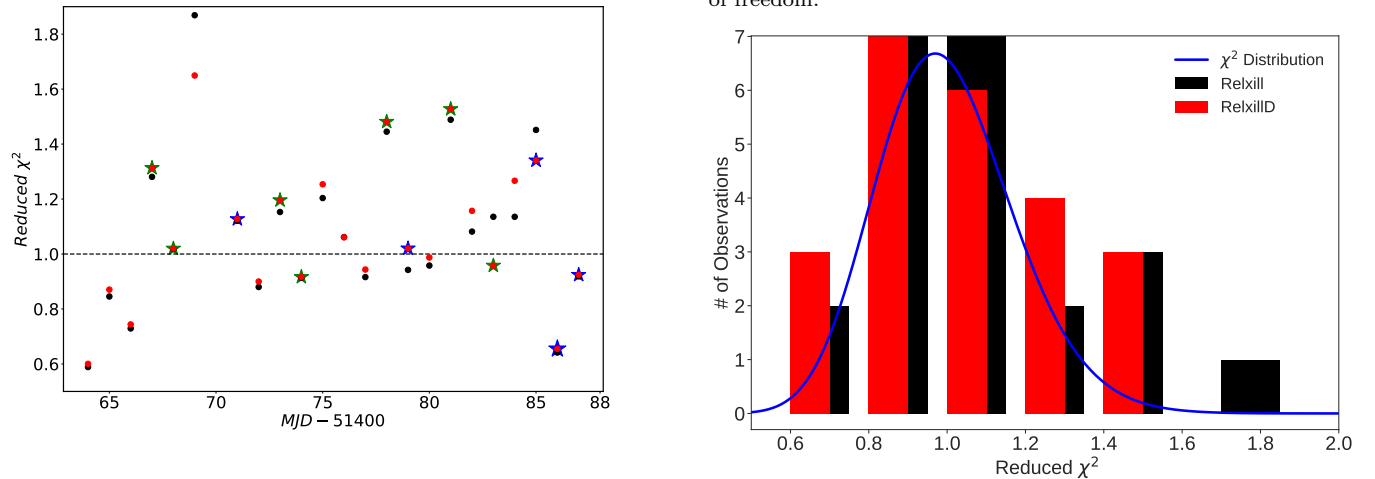 of freedom.
1.8
1.6
1.4
1.2
1.0
0.8
0.6
Reduced χ²
65 70 75 80 85 88
MJD − 51400
7
6
5
4
3
2
1
0
# of Observations
χ² Distribution
Relxill
RelxillD
0.6 0.8 1.0 1.2 1.4 1.6 1.8 2.0
Reduced χ²